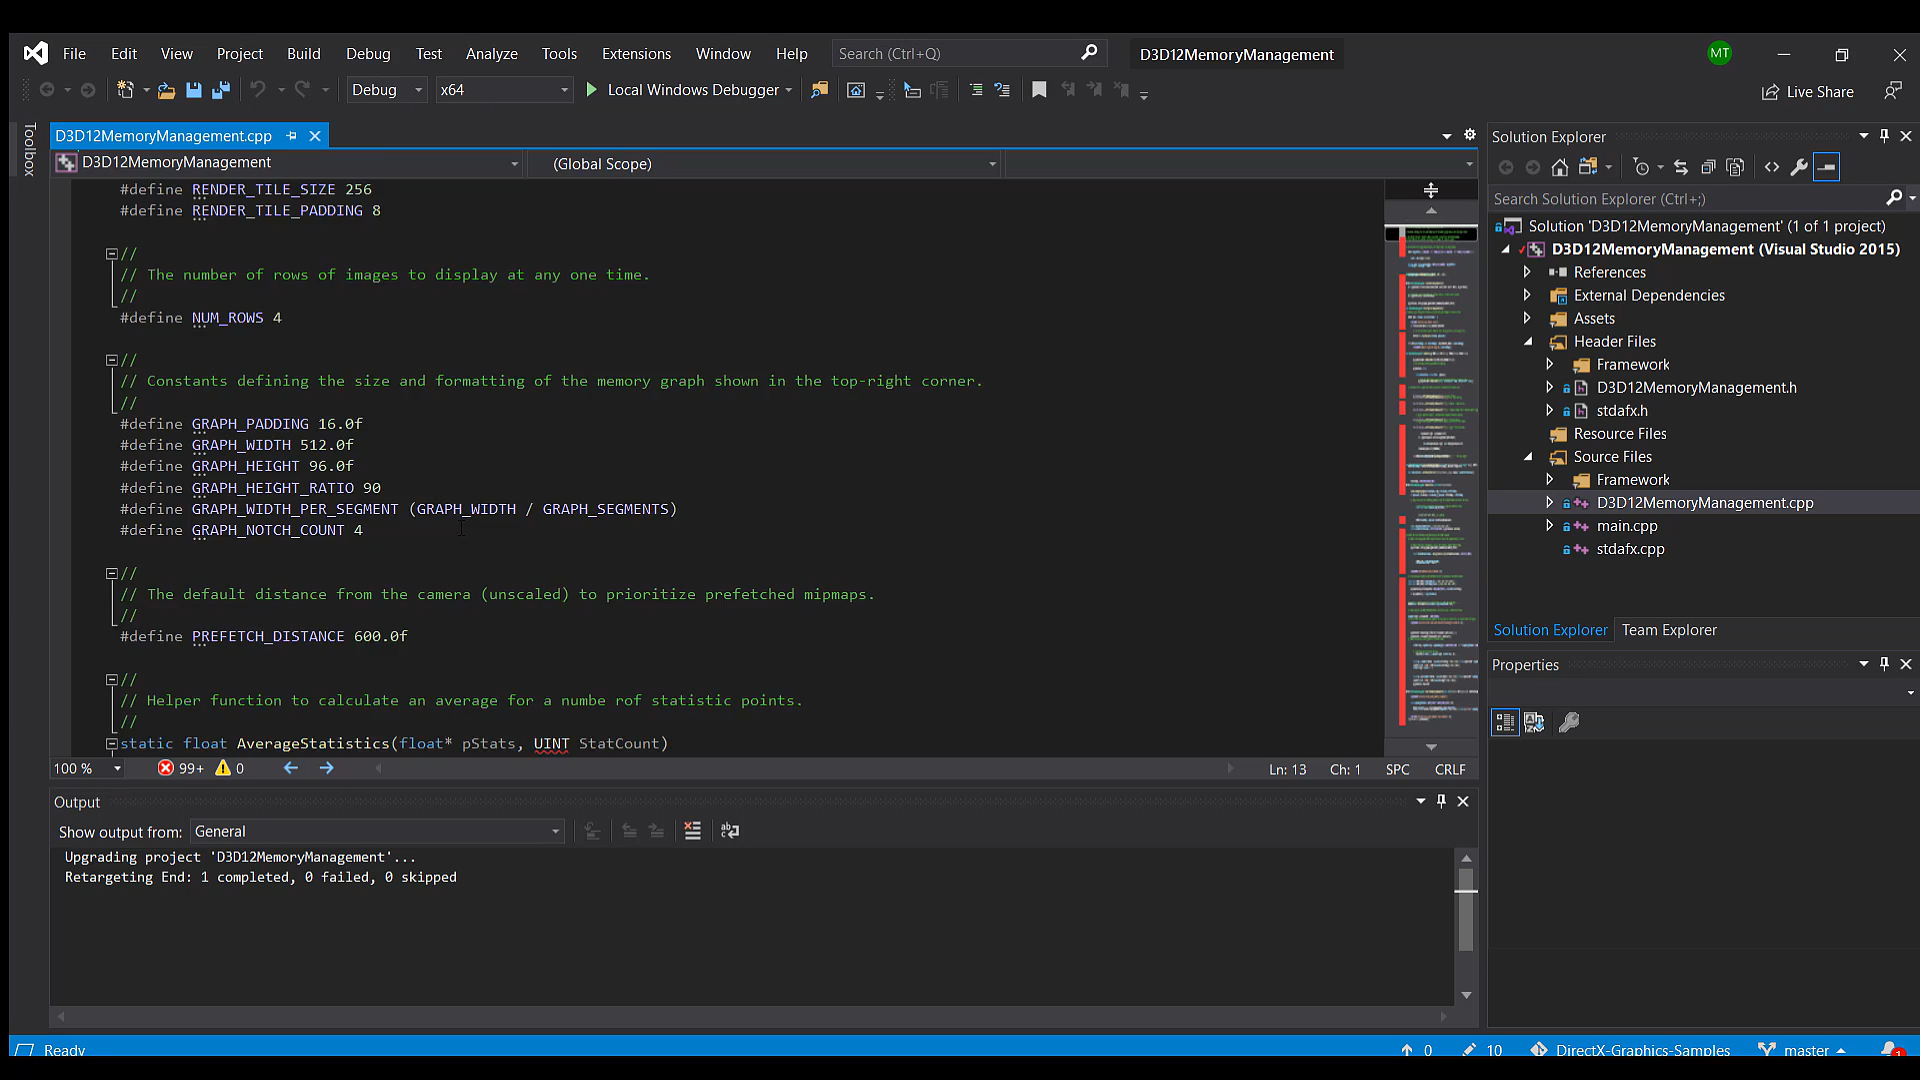 File Edit View Project Build Debug Test Analyze Tools Extensions Window Help Search (Ctrl+Q) D3D12MemoryManagement MT
Debug x64 Local Windows Debugger Live Share
Toolbox
D3D12MemoryManagement.cpp
D3D12MemoryManagement (Global Scope)
#define RENDER_TILE_SIZE 256
#define RENDER_TILE_PADDING 8
//
// The number of rows of images to display at any one time.
//
#define NUM_ROWS 4
//
// Constants defining the size and formatting of the memory graph shown in the top-right corner.
//
#define GRAPH_PADDING 16.0f
#define GRAPH_WIDTH 512.0f
#define GRAPH_HEIGHT 96.0f
#define GRAPH_HEIGHT_RATIO 90
#define GRAPH_WIDTH_PER_SEGMENT (GRAPH_WIDTH / GRAPH_SEGMENTS)
#define GRAPH_NOTCH_COUNT 4
//
// The default distance from the camera (unscaled) to prioritize prefetched mipmaps.
//
#define PREFETCH_DISTANCE 600.0f
//
// Helper function to calculate an average for a numbe rof statistic points.
//
static float AverageStatistics(float* pStats, UINT StatCount)
100 % 99+ 0 Ln: 13 Ch: 1 SPC CRLF
Output
Show output from: General
Upgrading project 'D3D12MemoryManagement'...
Retargeting End: 1 completed, 0 failed, 0 skipped
Solution Explorer
Search Solution Explorer (Ctrl+;)
Solution 'D3D12MemoryManagement' (1 of 1 project)
D3D12MemoryManagement (Visual Studio 2015)
References
External Dependencies
Assets
Header Files
Framework
D3D12MemoryManagement.h
stdafx.h
Resource Files
Source Files
Framework
D3D12MemoryManagement.cpp
main.cpp
stdafx.cpp
Solution Explorer Team Explorer
Properties
Ready 0 10 DirectX-Graphics-Samples master 1